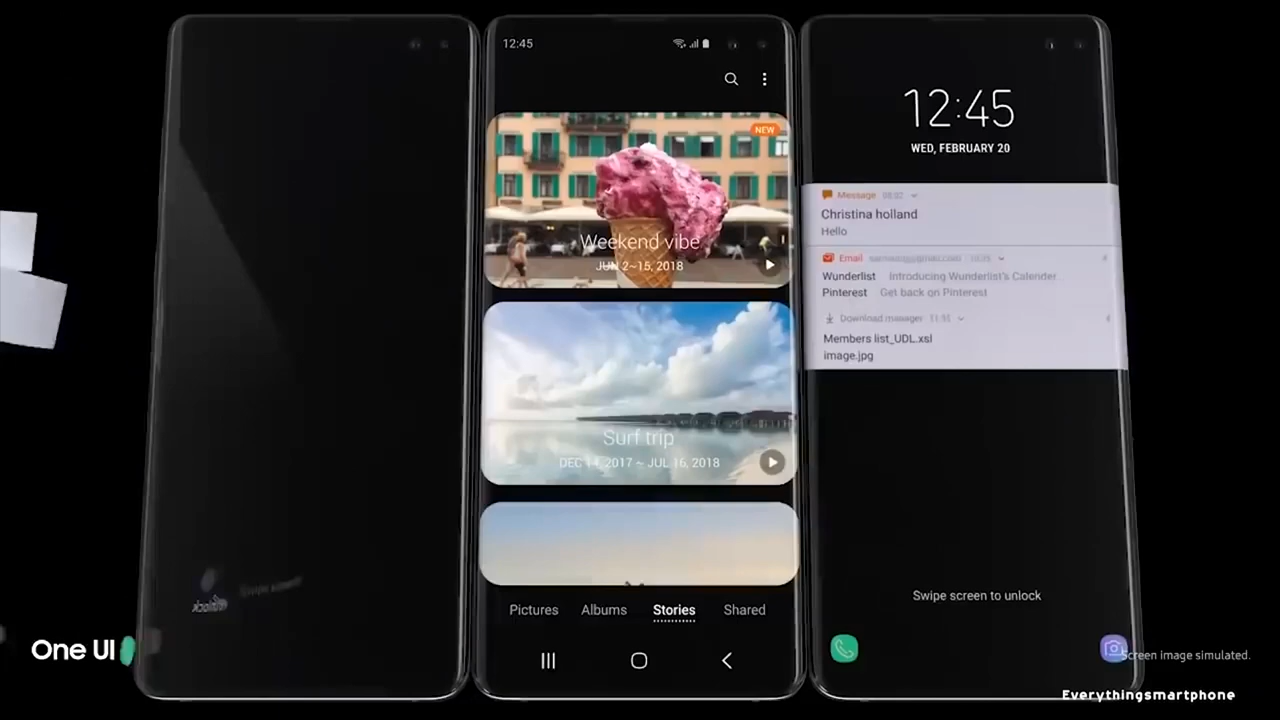 12:45
NEW
Weekend vibe
JUN 2~15, 2018
Surf trip
DEC 14, 2017 ~ JUL 16, 2018
Pictures Albums Stories Shared
12:45
WED, FEBRUARY 20
Message
Christina holland
Hello
Email
Wunderlist Introducing Wunderlist's Calender
Pinterest Get back on Pinterest
Download manager 11:31
Members list_UDL.xsl
image.jpg
Swipe screen to unlock
One UI
Screen image simulated.
Everythingsmartphone